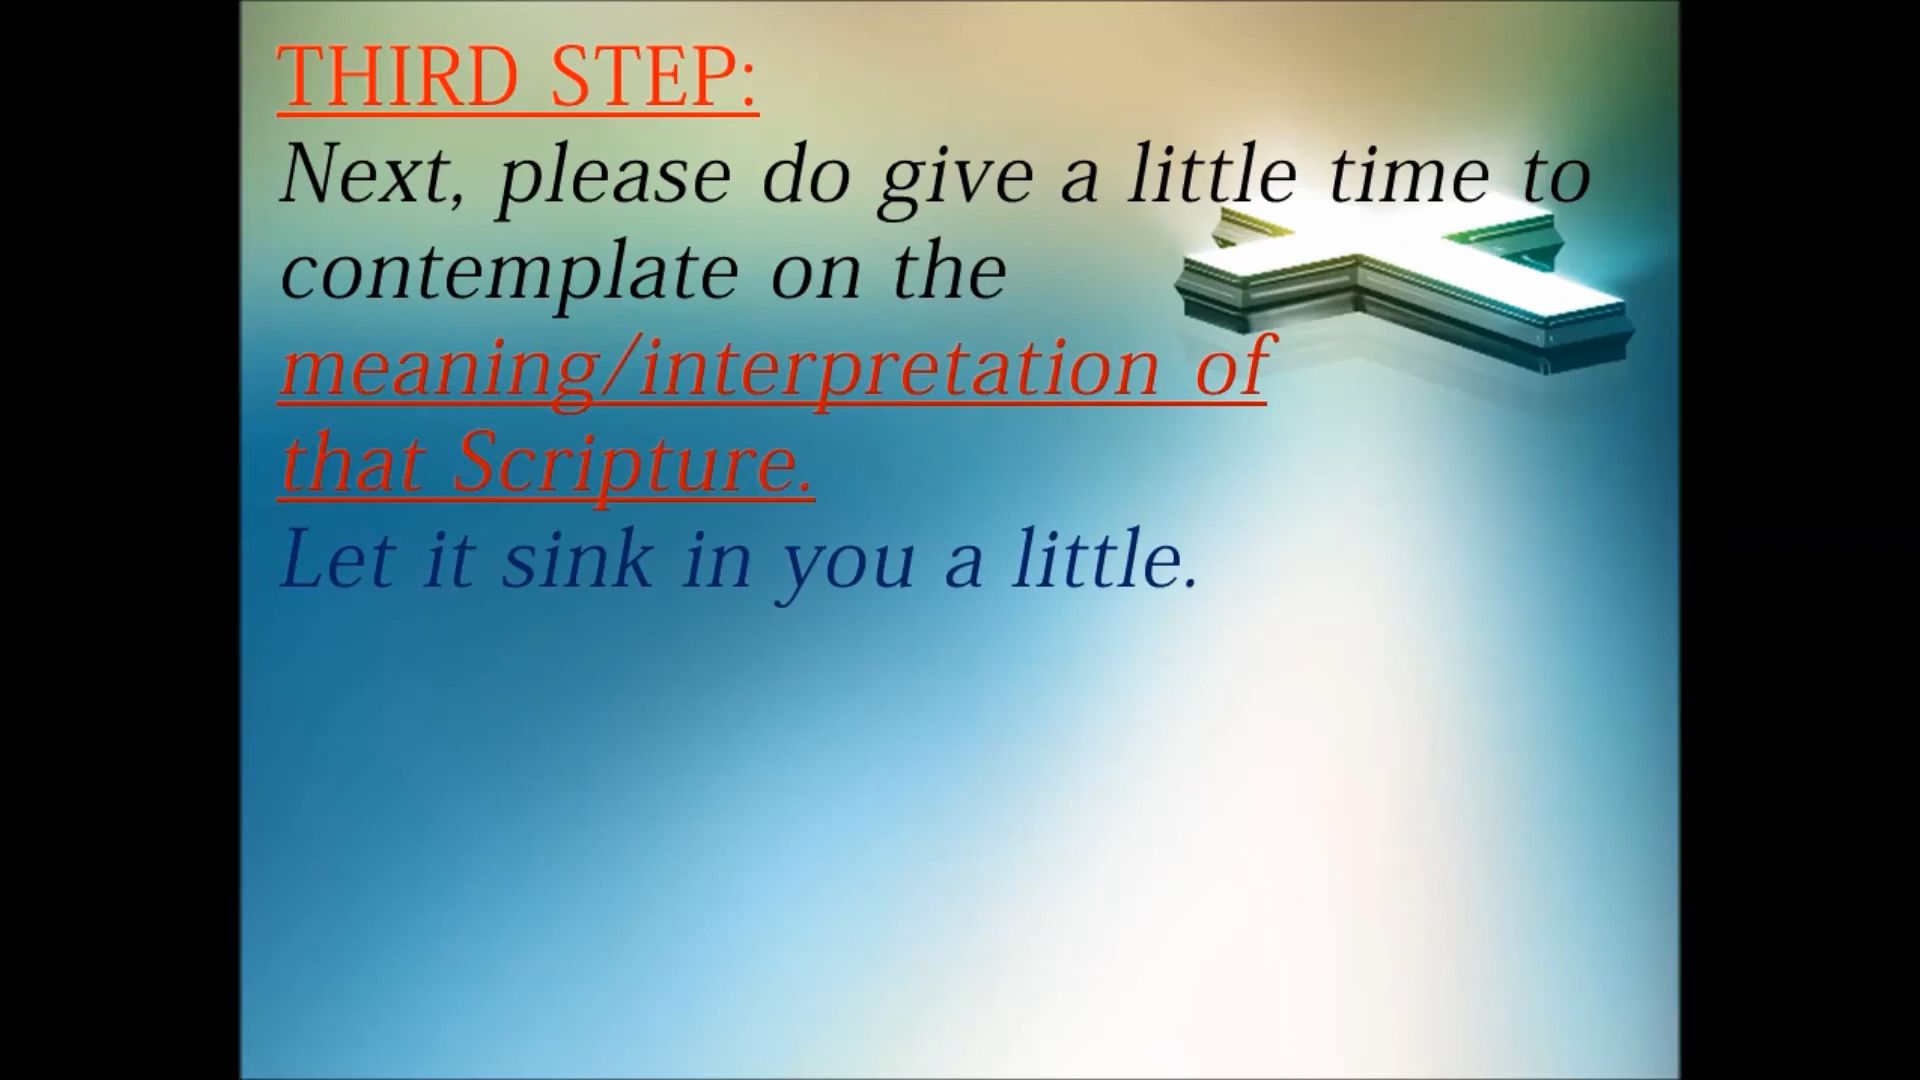 THIRD STEP:
Next, please do give a little time to
contemplate on the
meaning/interpretation of
that Scripture.
Let it sink in you a little.